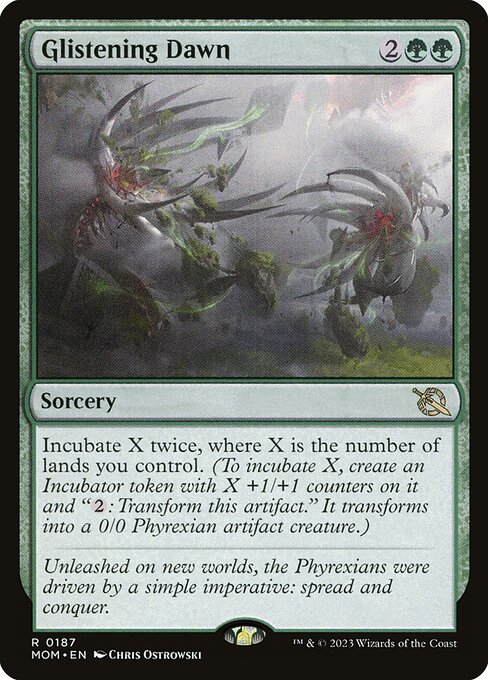 Glistening Dawn 2
Sorcery
Incubate X twice, where X is the number of
lands you control. (To incubate X, create an
Incubator token with X +1/+1 counters on it
and “2: Transform this artifact.” It transforms
into a 0/0 Phyrexian artifact creature.)
Unleashed on new worlds, the Phyrexians were
driven by a simple imperative: spread and
conquer.
R 0187
MOM • EN Chris Ostrowski
™ & © 2023 Wizards of the Coast